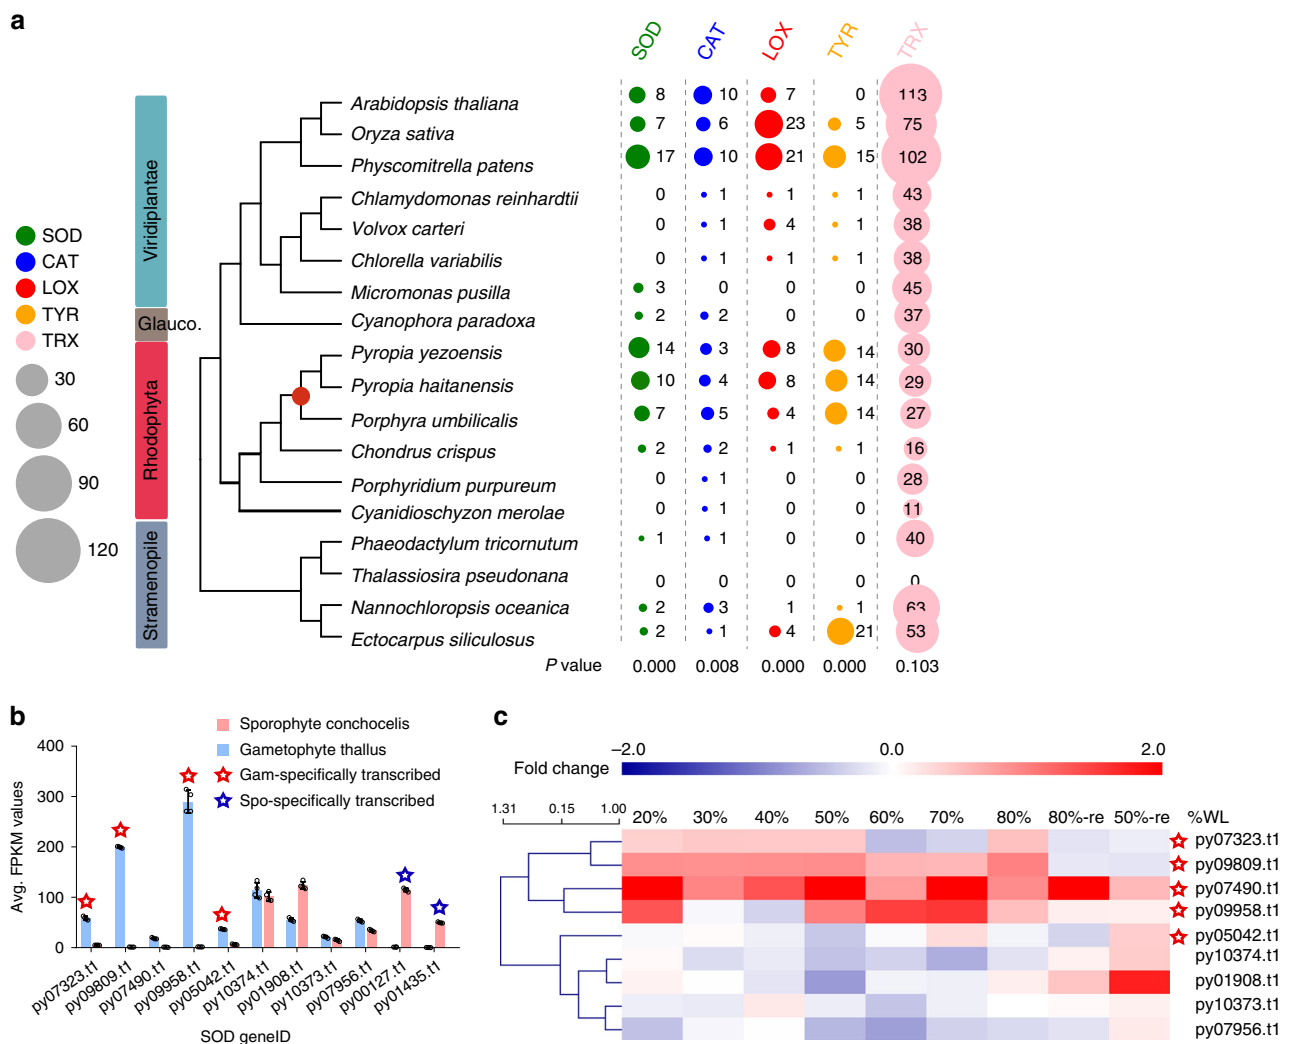 a
SOD CAT LOX TYR TRX
Viridiplantae
Glauco.
Rhodophyta
Stramenopile
SOD
CAT
LOX
TYR
TRX
30
60
90
120
Arabidopsis thaliana 8 10 7 0 113
Oryza sativa 7 6 23 5 75
Physcomitrella patens 17 10 21 15 102
Chlamydomonas reinhardtii 0 1 1 1 43
Volvox carteri 0 1 4 1 38
Chlorella variabilis 0 1 1 1 38
Micromonas pusilla 3 0 0 0 45
Cyanophora paradoxa 2 2 0 0 37
Pyropia yezoensis 14 3 8 14 30
Pyropia haitanensis 10 4 8 14 29
Porphyra umbilicalis 7 5 4 14 27
Chondrus crispus 2 2 1 1 16
Porphyridium purpureum 0 1 0 0 28
Cyanidioschyzon merolae 0 1 0 0 11
Phaeodactylum tricornutum 1 1 0 0 40
Thalassiosira pseudonana 0 0 0 0 0
Nannochloropsis oceanica 2 3 1 1 63
Ectocarpus siliculosus 2 1 4 21 53
P value 0.000 0.008 0.000 0.000 0.103
b
Sporophyte conchocelis
Gametophyte thallus
Gam-specifically transcribed
Spo-specifically transcribed
Avg. FPKM values
400
300
200
100
0
py07323.t1 py09809.t1 py07490.t1 py09958.t1 py05042.t1 py10374.t1 py01908.t1 py10373.t1 py07956.t1 py00127.t1 py01435.t1
SOD geneID
c
–2.0 0.0 2.0
Fold change
1.31 0.15 1.00
20% 30% 40% 50% 60% 70% 80% 80%-re 50%-re %WL
py07323.t1
py09809.t1
py07490.t1
py09958.t1
py05042.t1
py10374.t1
py01908.t1
py10373.t1
py07956.t1